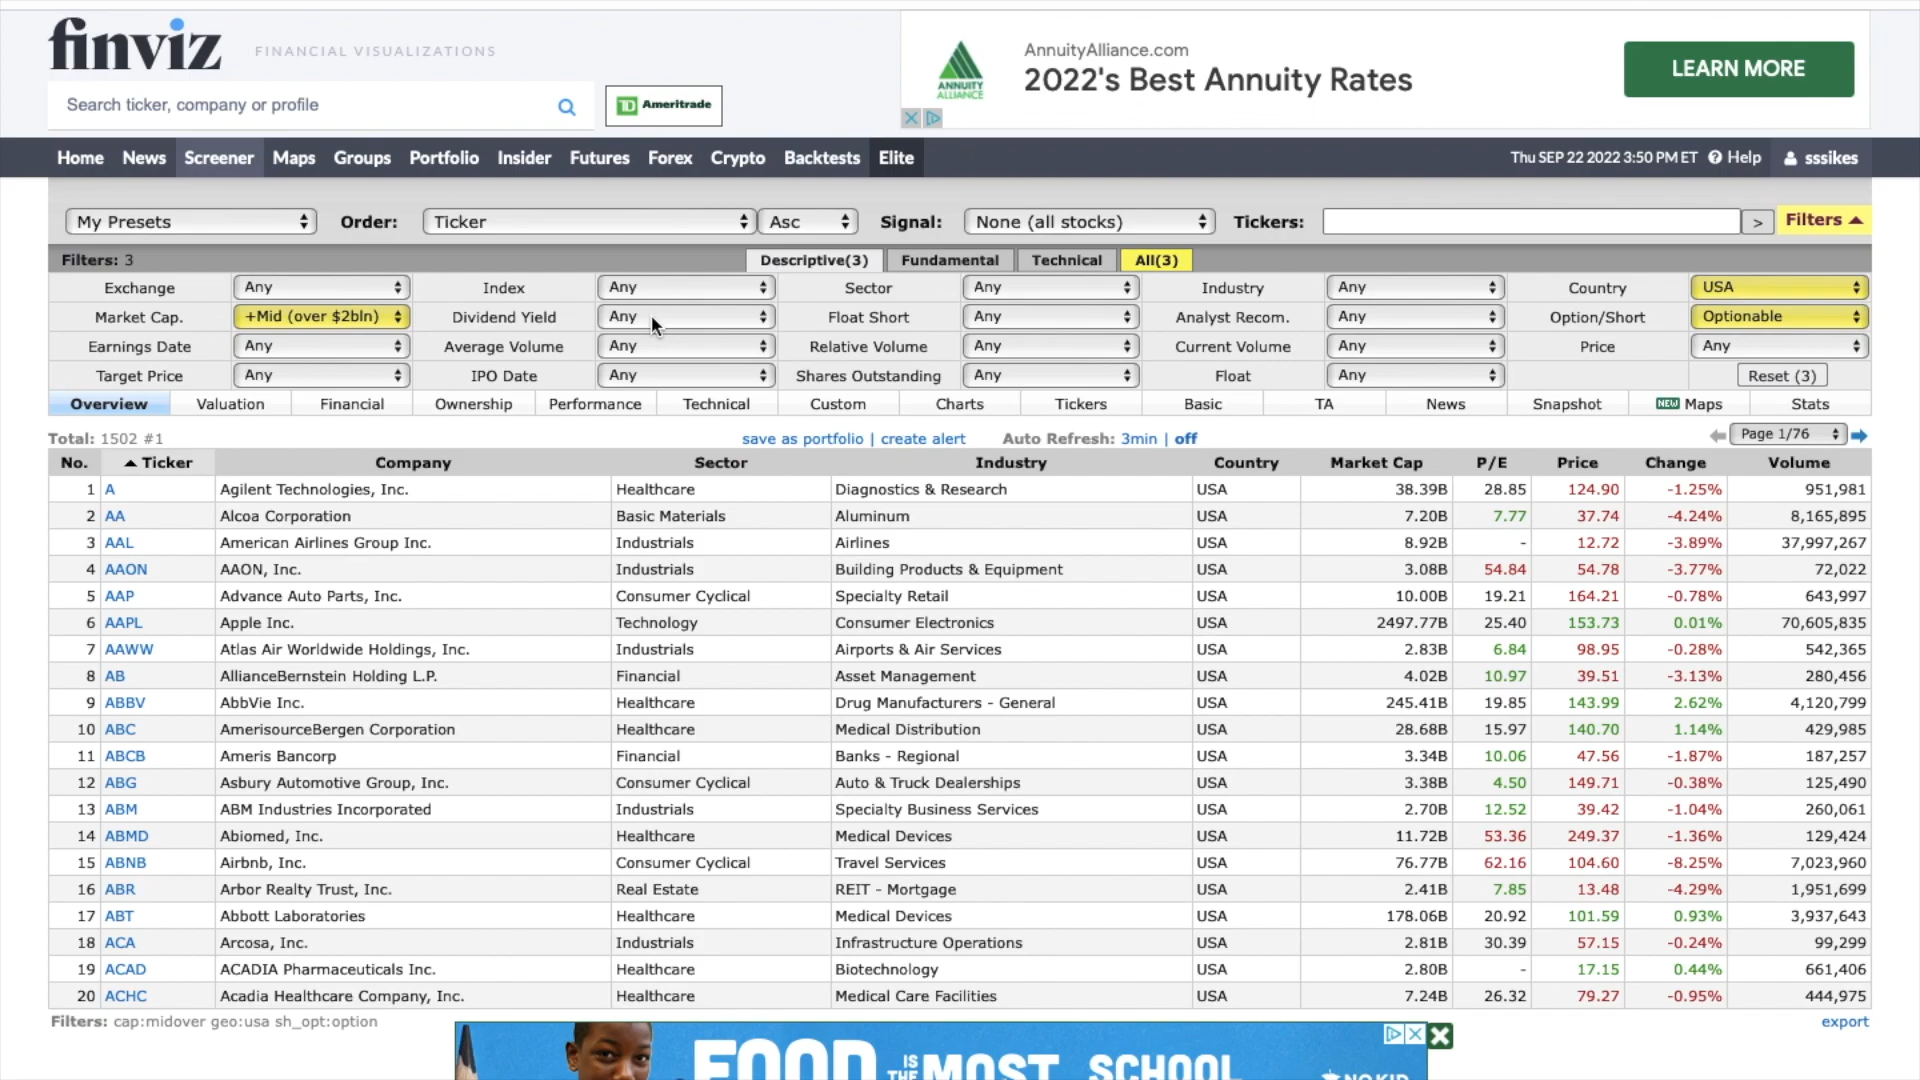 finviz FINANCIAL VISUALIZATIONS
AnnuityAlliance.com
2022's Best Annuity Rates
ANNUITY
ALLIANCE
LEARN MORE
Search ticker, company or profile
TD Ameritrade
Home News Screener Maps Groups Portfolio Insider Futures Forex Crypto Backtests Elite Thu SEP 22 2022 3:50 PM ET Help sssikes
My Presets Order: Ticker Asc Signal: None (all stocks) Tickers: > Filters
Filters: 3 Descriptive(3) Fundamental Technical All(3)
Exchange Any Index Any Sector Any Industry Any Country USA
Market Cap. +Mid (over $2bln) Dividend Yield Any Float Short Any Analyst Recom. Any Option/Short Optionable
Earnings Date Any Average Volume Any Relative Volume Any Current Volume Any Price Any
Target Price Any IPO Date Any Shares Outstanding Any Float Any Reset (3)
Overview Valuation Financial Ownership Performance Technical Custom Charts Tickers Basic TA News Snapshot NEW Maps Stats
Total: 1502 #1 save as portfolio | create alert Auto Refresh: 3min | off Page 1/76
No. Ticker Company Sector Industry Country Market Cap P/E Price Change Volume
1 A Agilent Technologies, Inc. Healthcare Diagnostics & Research USA 38.39B 28.85 124.90 -1.25% 951,981
2 AA Alcoa Corporation Basic Materials Aluminum USA 7.20B 7.77 37.74 -4.24% 8,165,895
3 AAL American Airlines Group Inc. Industrials Airlines USA 8.92B - 12.72 -3.89% 37,997,267
4 AAON AAON, Inc. Industrials Building Products & Equipment USA 3.08B 54.84 54.78 -3.77% 72,022
5 AAP Advance Auto Parts, Inc. Consumer Cyclical Specialty Retail USA 10.00B 19.21 164.21 -0.78% 643,997
6 AAPL Apple Inc. Technology Consumer Electronics USA 2497.77B 25.40 153.73 0.01% 70,605,835
7 AAWW Atlas Air Worldwide Holdings, Inc. Industrials Airports & Air Services USA 2.83B 6.84 98.95 -0.28% 542,365
8 AB AllianceBernstein Holding L.P. Financial Asset Management USA 4.02B 10.97 39.51 -3.13% 280,456
9 ABBV AbbVie Inc. Healthcare Drug Manufacturers - General USA 245.41B 19.85 143.99 2.62% 4,120,799
10 ABC AmerisourceBergen Corporation Healthcare Medical Distribution USA 28.68B 15.97 140.70 1.14% 429,985
11 ABCB Ameris Bancorp Financial Banks - Regional USA 3.34B 10.06 47.56 -1.87% 187,257
12 ABG Asbury Automotive Group, Inc. Consumer Cyclical Auto & Truck Dealerships USA 3.38B 4.50 149.71 -0.38% 125,490
13 ABM ABM Industries Incorporated Industrials Specialty Business Services USA 2.70B 12.52 39.42 -1.04% 260,061
14 ABMD Abiomed, Inc. Healthcare Medical Devices USA 11.72B 53.36 249.37 -1.36% 129,424
15 ABNB Airbnb, Inc. Consumer Cyclical Travel Services USA 76.77B 62.16 104.60 -8.25% 7,023,960
16 ABR Arbor Realty Trust, Inc. Real Estate REIT - Mortgage USA 2.41B 7.85 13.48 -4.29% 1,951,699
17 ABT Abbott Laboratories Healthcare Medical Devices USA 178.06B 20.92 101.59 0.93% 3,937,643
18 ACA Arcosa, Inc. Industrials Infrastructure Operations USA 2.81B 30.39 57.15 -0.24% 99,299
19 ACAD ACADIA Pharmaceuticals Inc. Healthcare Biotechnology USA 2.80B - 17.15 0.44% 661,406
20 ACHC Acadia Healthcare Company, Inc. Healthcare Medical Care Facilities USA 7.24B 26.32 79.27 -0.95% 444,975
Filters: cap:midover geo:usa sh_opt:option export
FOOD IS THE MOST SCHOOL
NO KID